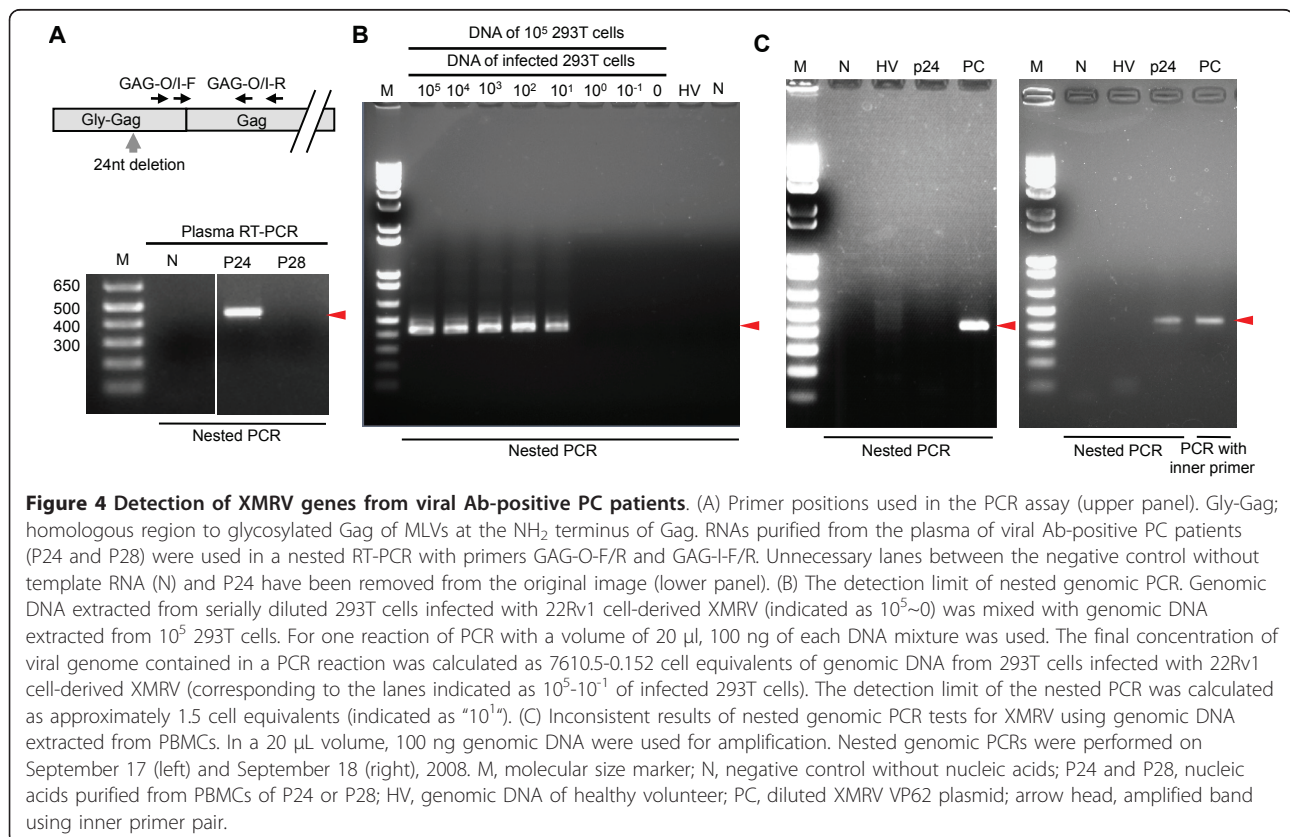 A
GAG-O/I-F GAG-O/I-R
Gly-Gag Gag
24nt deletion
Plasma RT-PCR
M N P24 P28
650
500
400
300
Nested PCR
B
DNA of 10⁵ 293T cells
DNA of infected 293T cells
M 10⁵ 10⁴ 10³ 10² 10¹ 10⁰ 10⁻¹ 0 HV N
Nested PCR
C
M N HV p24 PC
Nested PCR
M N HV p24 PC
Nested PCR PCR with
inner primer
Figure 4 Detection of XMRV genes from viral Ab-positive PC patients. (A) Primer positions used in the PCR assay (upper panel). Gly-Gag;
homologous region to glycosylated Gag of MLVs at the NH₂ terminus of Gag. RNAs purified from the plasma of viral Ab-positive PC patients
(P24 and P28) were used in a nested RT-PCR with primers GAG-O-F/R and GAG-I-F/R. Unnecessary lanes between the negative control without
template RNA (N) and P24 have been removed from the original image (lower panel). (B) The detection limit of nested genomic PCR. Genomic
DNA extracted from serially diluted 293T cells infected with 22Rv1 cell-derived XMRV (indicated as 10⁵~0) was mixed with genomic DNA
extracted from 10⁵ 293T cells. For one reaction of PCR with a volume of 20 μl, 100 ng of each DNA mixture was used. The final concentration of
viral genome contained in a PCR reaction was calculated as 7610.5-0.152 cell equivalents of genomic DNA from 293T cells infected with 22Rv1
cell-derived XMRV (corresponding to the lanes indicated as 10⁵-10⁻¹ of infected 293T cells). The detection limit of the nested PCR was calculated
as approximately 1.5 cell equivalents (indicated as "10¹"). (C) Inconsistent results of nested genomic PCR tests for XMRV using genomic DNA
extracted from PBMCs. In a 20 μL volume, 100 ng genomic DNA were used for amplification. Nested genomic PCRs were performed on
September 17 (left) and September 18 (right), 2008. M, molecular size marker; N, negative control without nucleic acids; P24 and P28, nucleic
acids purified from PBMCs of P24 or P28; HV, genomic DNA of healthy volunteer; PC, diluted XMRV VP62 plasmid; arrow head, amplified band
using inner primer pair.